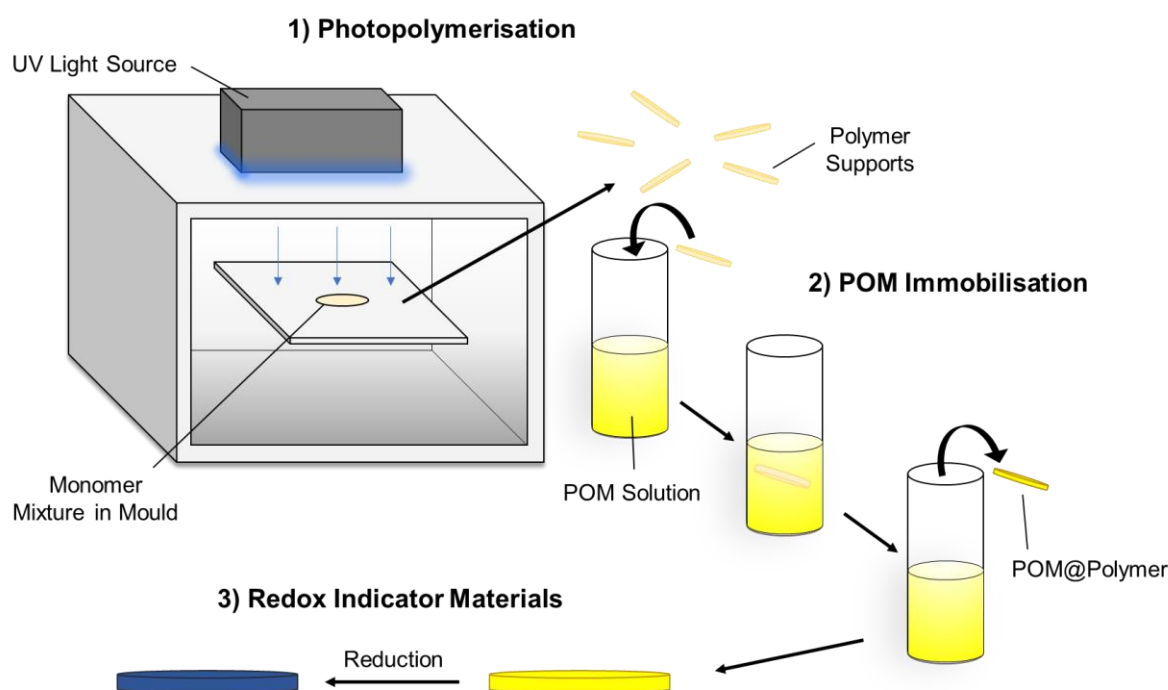 1) Photopolymerisation
UV Light Source
Polymer
Supports
2) POM Immobilisation
Monomer
Mixture in Mould
POM Solution
POM@Polymer
3) Redox Indicator Materials
Reduction